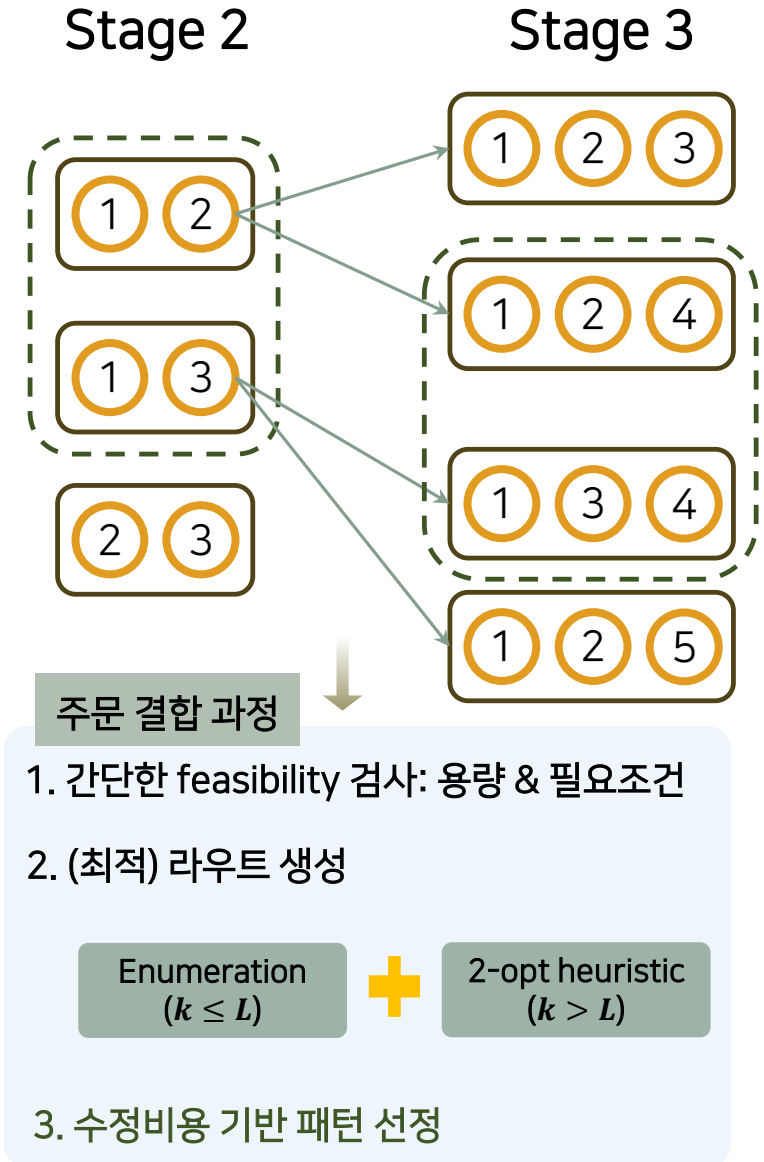 Stage 2
Stage 3
1 2
1 3
2 3
1 2 3
1 2 4
1 3 4
1 2 5
주문 결합 과정
1. 간단한 feasibility 검사: 용량 & 필요조건
2. (최적) 라우트 생성
Enumeration
(k ≤ L)
2-opt heuristic
(k > L)
3. 수정비용 기반 패턴 선정